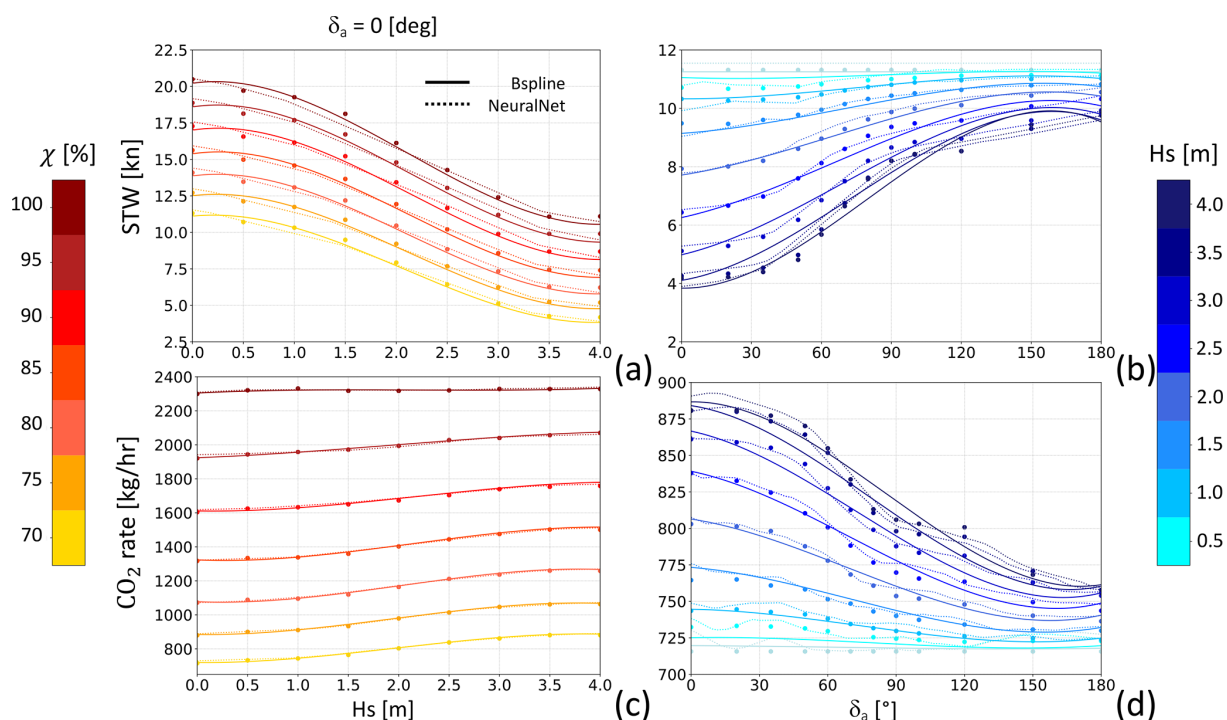 δa = 0 [deg]
22.5
20.0
17.5
15.0
12.5
10.0
7.5
5.0
2.5
STW [kn]
Bspline
NeuralNet
0.0 0.5 1.0 1.5 2.0 2.5 3.0 3.5 4.0
(a)
12
10
8
6
4
2
0 30 60 90 120 150 180
(b)
χ [%]
100
95
90
85
80
75
70
Hs [m]
4.0
3.0
2.5
2.0
1.0
0.5
2400
2200
2000
1800
1600
1400
1200
1000
800
CO2 rate [kg/hr]
0.0 0.5 1.0 1.5 2.0 2.5 3.0 3.5 4.0
Hs [m]
(c)
900
875
850
825
800
775
750
725
700
0 30 60 90 120 150 180
δa [°]
(d)